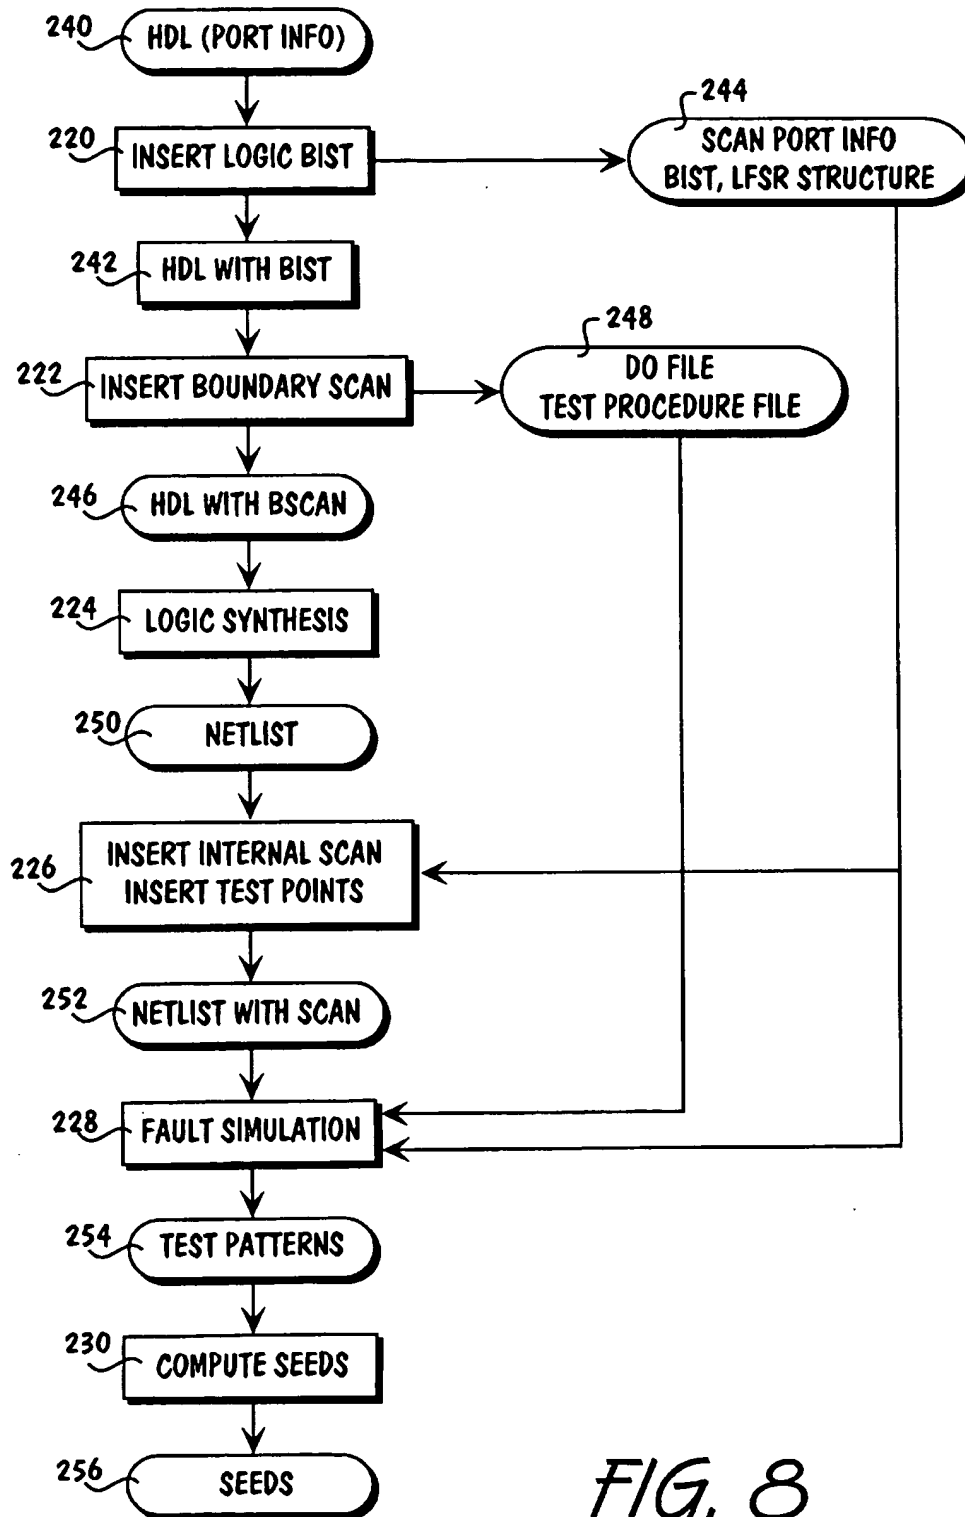 240
HDL (PORT INFO)
220
INSERT LOGIC BIST
244
SCAN PORT INFO
BIST, LFSR STRUCTURE
242
HDL WITH BIST
222
INSERT BOUNDARY SCAN
248
DO FILE
TEST PROCEDURE FILE
246
HDL WITH BSCAN
224
LOGIC SYNTHESIS
250
NETLIST
226
INSERT INTERNAL SCAN
INSERT TEST POINTS
252
NETLIST WITH SCAN
228
FAULT SIMULATION
254
TEST PATTERNS
230
COMPUTE SEEDS
256
SEEDS
FIG. 8